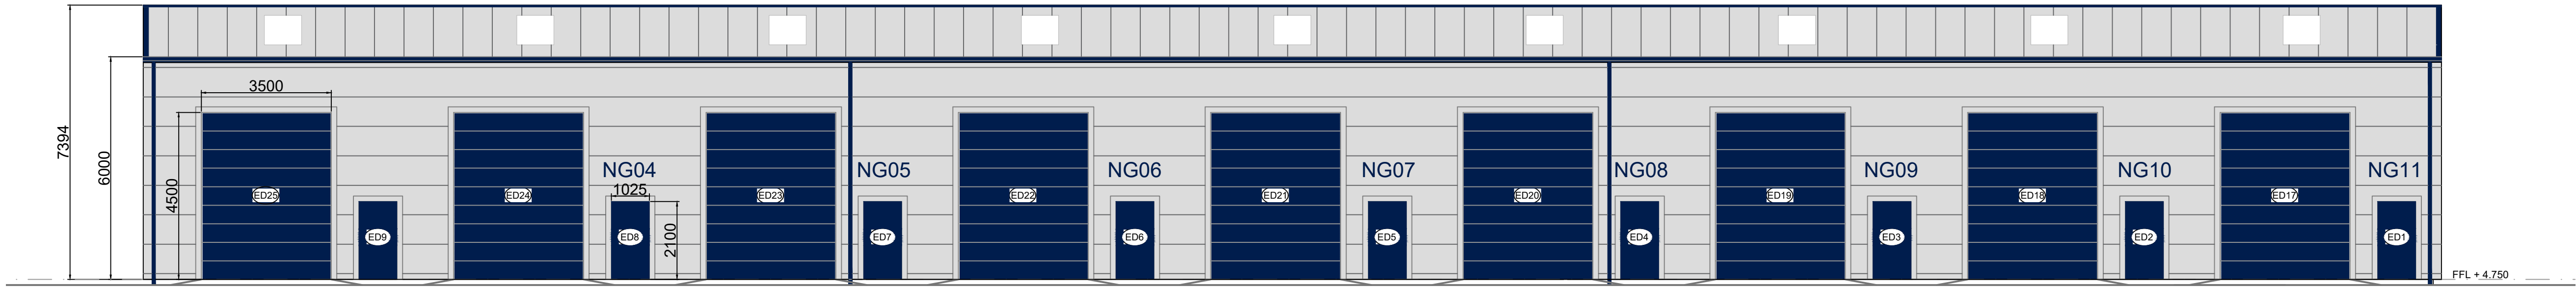 7394
6000
4500
3500
ED25
ED9
ED24
NG04
1025
ED8
2100
ED23
NG05
ED7
ED22
NG06
ED6
ED21
NG07
ED5
ED20
NG08
ED4
ED19
NG09
ED3
ED18
NG10
ED2
ED17
NG11
ED1
FFL + 4.750